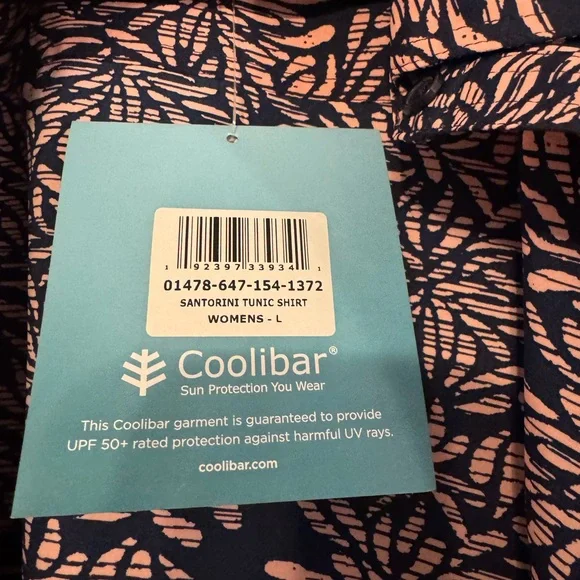 1 92397 33934 1
01478-647-154-1372
SANTORINI TUNIC SHIRT
WOMENS - L
Coolibar®
Sun Protection You Wear
This Coolibar garment is guaranteed to provide
UPF 50+ rated protection against harmful UV rays.
coolibar.com